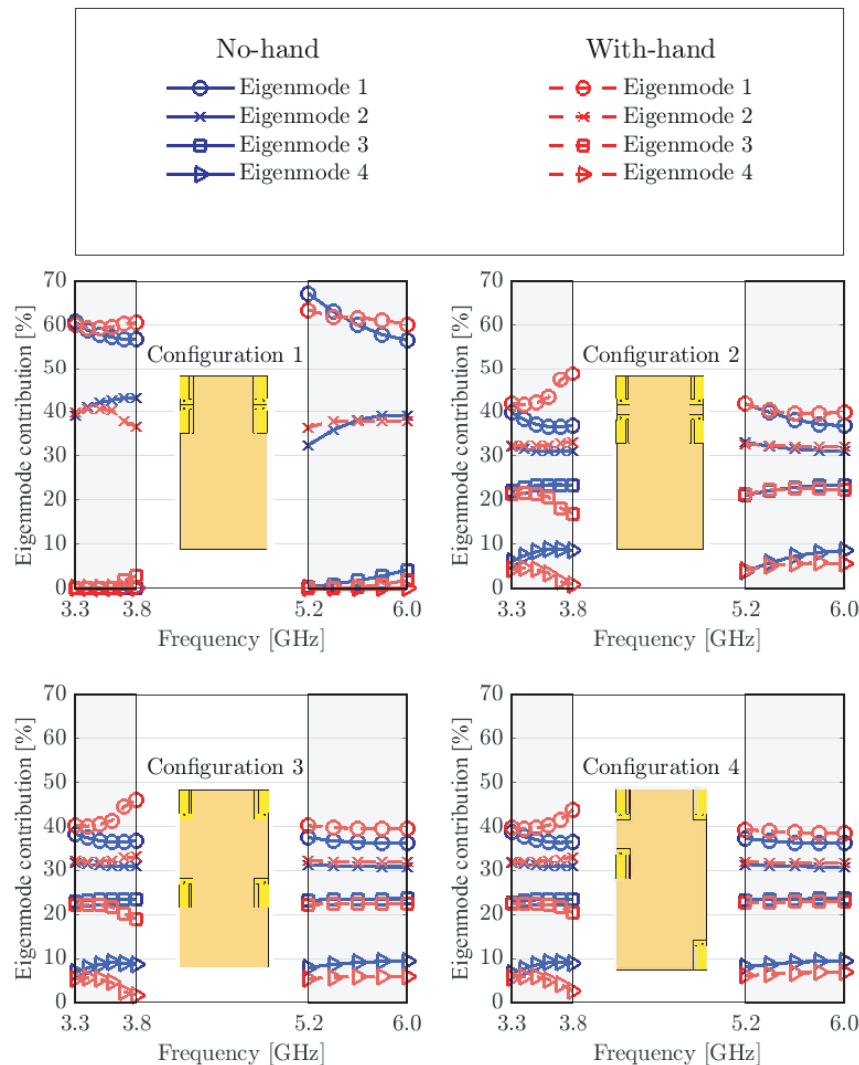 No-hand
Eigenmode 1
Eigenmode 2
Eigenmode 3
Eigenmode 4
With-hand
Eigenmode 1
Eigenmode 2
Eigenmode 3
Eigenmode 4
Eigenmode contribution [%]
70
60
50
40
30
20
10
0
Configuration 1
3.3
3.8
5.2
6.0
Frequency [GHz]
Eigenmode contribution [%]
70
60
50
40
30
20
10
0
Configuration 2
3.3
3.8
5.2
6.0
Frequency [GHz]
Eigenmode contribution [%]
70
60
50
40
30
20
10
0
Configuration 3
3.3
3.8
5.2
6.0
Frequency [GHz]
Eigenmode contribution [%]
70
60
50
40
30
20
10
0
Configuration 4
3.3
3.8
5.2
6.0
Frequency [GHz]